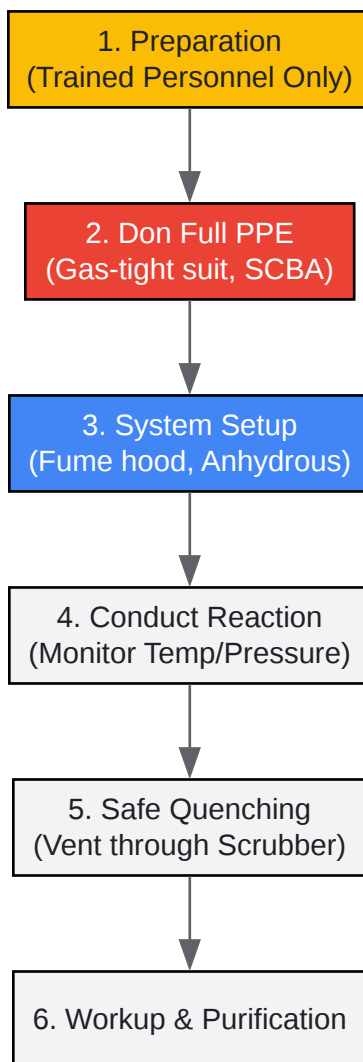 1. Preparation
(Trained Personnel Only)
2. Don Full PPE
(Gas-tight suit, SCBA)
3. System Setup
(Fume hood, Anhydrous)
4. Conduct Reaction
(Monitor Temp/Pressure)
5. Safe Quenching
(Vent through Scrubber)
6. Workup & Purification